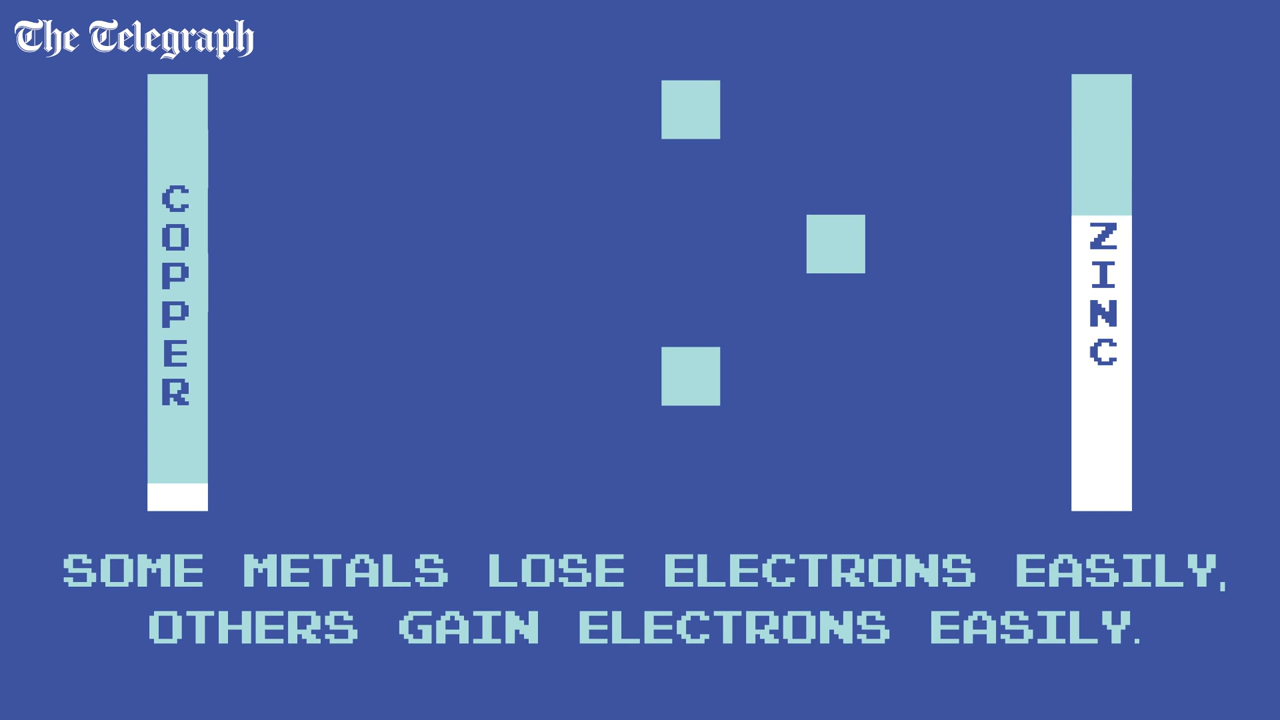 The Telegraph
COPPER
ZINC
SOME METALS LOSE ELECTRONS EASILY,
OTHERS GAIN ELECTRONS EASILY.